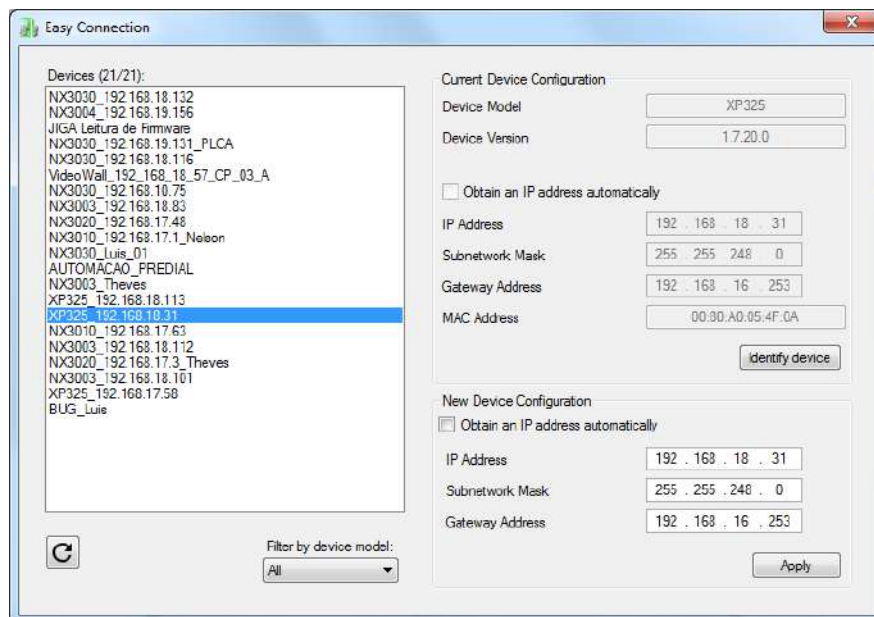 Easy Connection
Devices (21/21):
NX3030_192.168.18.132
NX3004_192.168.19.156
JIGA Leitura de Firmware
NX3030_192.168.19.131_PLCA
NX3030_192.168.18.116
VideoWall_192_168_18_57_CP_03_A
NX3030_192.168.10.75
NX3003_192.168.18.83
NX3020_192.168.17.48
NX3010_192.168.17.1_Nelson
NX3030_Luis_01
AUTOMACAO_PREDIAL
NX3003_Theves
XP325_192.168.18.113
XP325_192.168.18.31
NX3010_192.168.17.63
NX3003_192.168.18.112
NX3020_192.168.17.3_Theves
NX3003_192.168.18.101
XP325_192.168.17.58
BUG_Luis
Filter by device model:
All
Current Device Configuration
Device Model XP325
Device Version 1.7.20.0
Obtain an IP address automatically
IP Address 192 . 168 . 18 . 31
Subnetwork Mask 255 . 255 . 248 . 0
Gateway Address 192 . 168 . 16 . 253
MAC Address 00:80:A0:05:4F:0A
Identify device
New Device Configuration
Obtain an IP address automatically
IP Address 192 . 168 . 18 . 31
Subnetwork Mask 255 . 255 . 248 . 0
Gateway Address 192 . 168 . 16 . 253
Apply